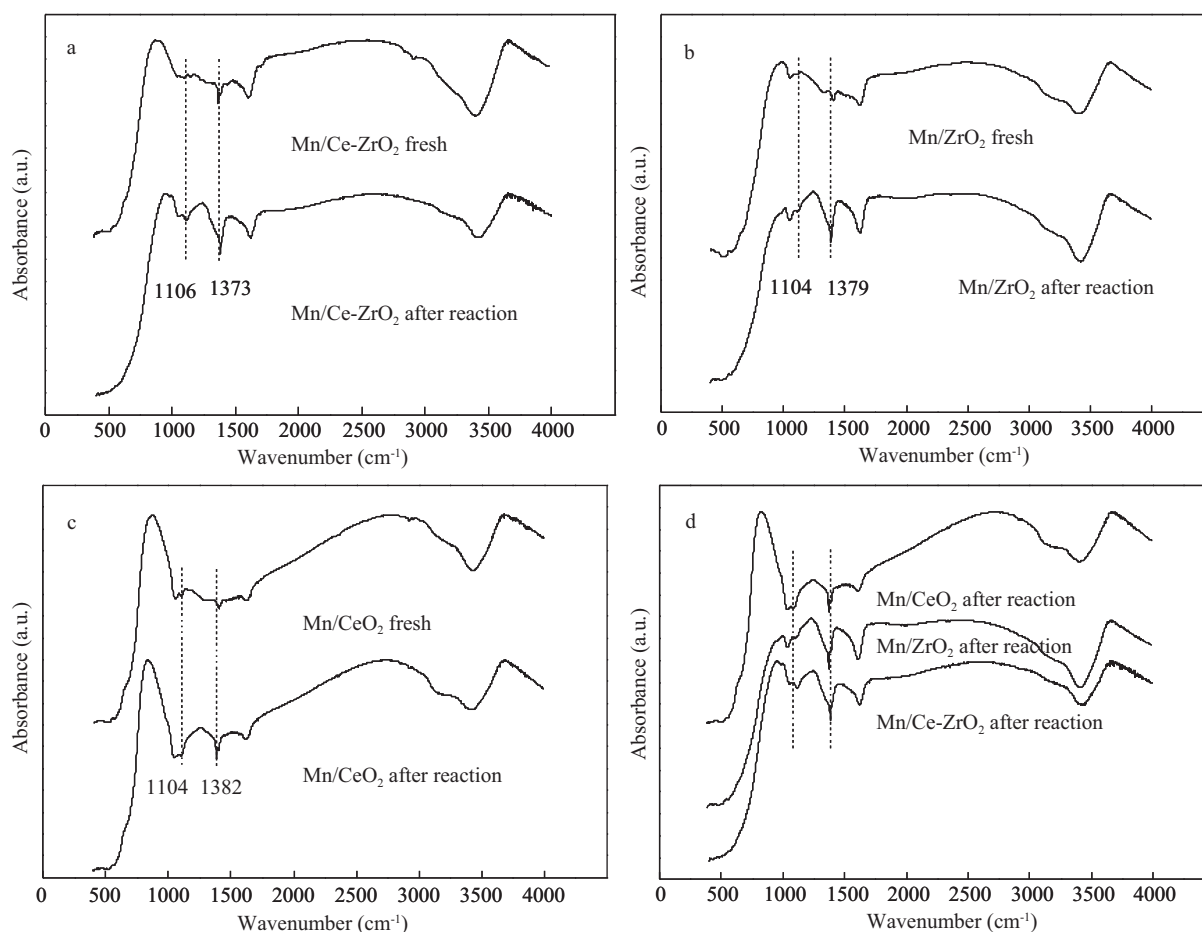 a
Mn/Ce-ZrO₂ fresh
1106
1373
Mn/Ce-ZrO₂ after reaction
Absorbance (a.u.)
0 500 1000 1500 2000 2500 3000 3500 4000
Wavenumber (cm⁻¹)
b
Mn/ZrO₂ fresh
1104
1379
Mn/ZrO₂ after reaction
Absorbance (a.u.)
0 500 1000 1500 2000 2500 3000 3500 4000
Wavenumber (cm⁻¹)
c
Mn/CeO₂ fresh
1104
1382
Mn/CeO₂ after reaction
Absorbance (a.u.)
0 500 1000 1500 2000 2500 3000 3500 4000
Wavenumber (cm⁻¹)
d
Mn/CeO₂ after reaction
Mn/ZrO₂ after reaction
Mn/Ce-ZrO₂ after reaction
Absorbance (a.u.)
0 500 1000 1500 2000 2500 3000 3500 4000
Wavenumber (cm⁻¹)